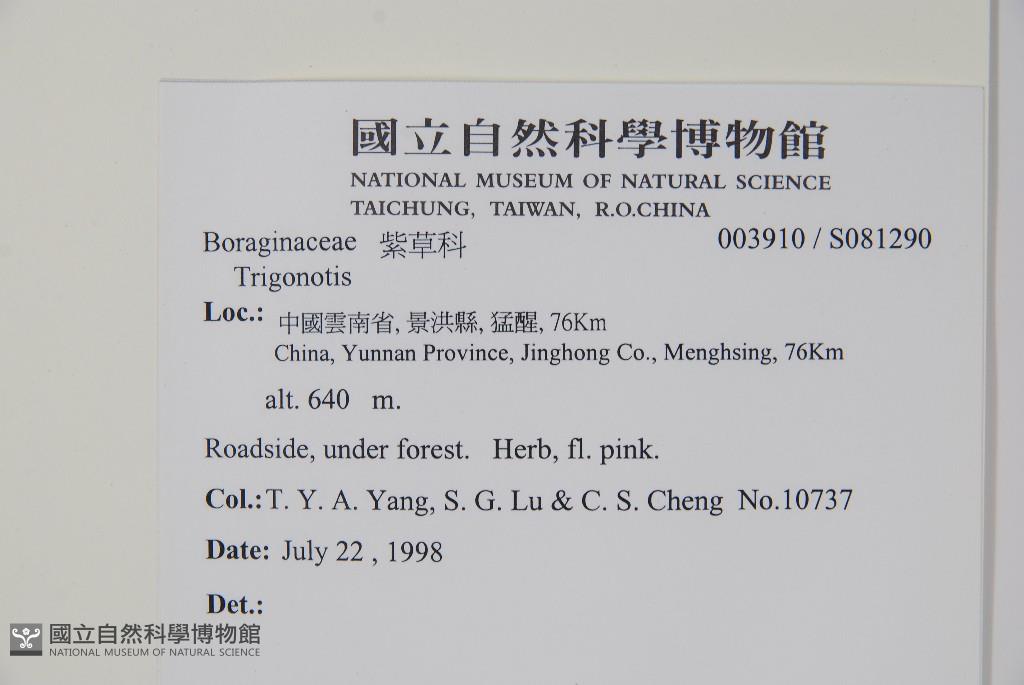 國立自然科學博物館
NATIONAL MUSEUM OF NATURAL SCIENCE
TAICHUNG, TAIWAN, R.O.CHINA
Boraginaceae 紫草科 003910 / S081290
Trigonotis
Loc.: 中國雲南省, 景洪縣, 猛醒, 76Km
China, Yunnan Province, Jinghong Co., Menghsing, 76Km
alt. 640 m.
Roadside, under forest. Herb, fl. pink.
Col.: T. Y. A. Yang, S. G. Lu & C. S. Cheng No.10737
Date: July 22 , 1998
Det.:
國立自然科學博物館
NATIONAL MUSEUM OF NATURAL SCIENCE